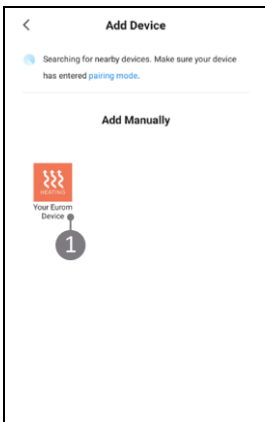 Add Device
Searching for nearby devices. Make sure your device
has entered pairing mode.
Add Manually
HEATING
Your Eurom
Device
1